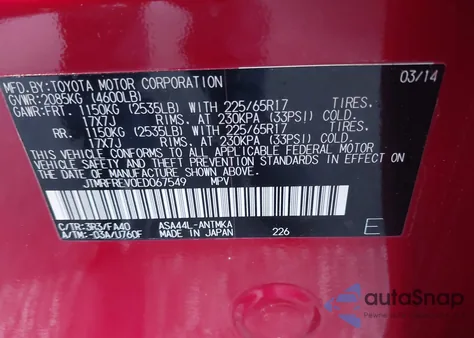 MFD.BY:TOYOTA MOTOR CORPORATION 03/14
GVWR:2085KG (4600LB)
GAWR:FRT. 1150KG (2535LB) WITH 225/65R17 TIRES.
17X7J RIMS. AT 230KPA (33PSI) COLD.
RR. 1150KG (2535LB) WITH 225/65R17 TIRES.
17X7J RIMS. AT 230KPA (33PSI) COLD.
THIS VEHICLE CONFORMS TO ALL APPLICABLE FEDERAL MOTOR
VEHICLE SAFETY AND THEFT PREVENTION STANDARDS IN EFFECT
ON THE DATE OF MANUFACTURE SHOWN ABOVE.
JTMRFREV0ED067549 MPV
C/TR:3R3/FA40 ASA44L-ANTMKA
A/TM:-03A/U760F MADE IN JAPAN 226 E
autoSnap